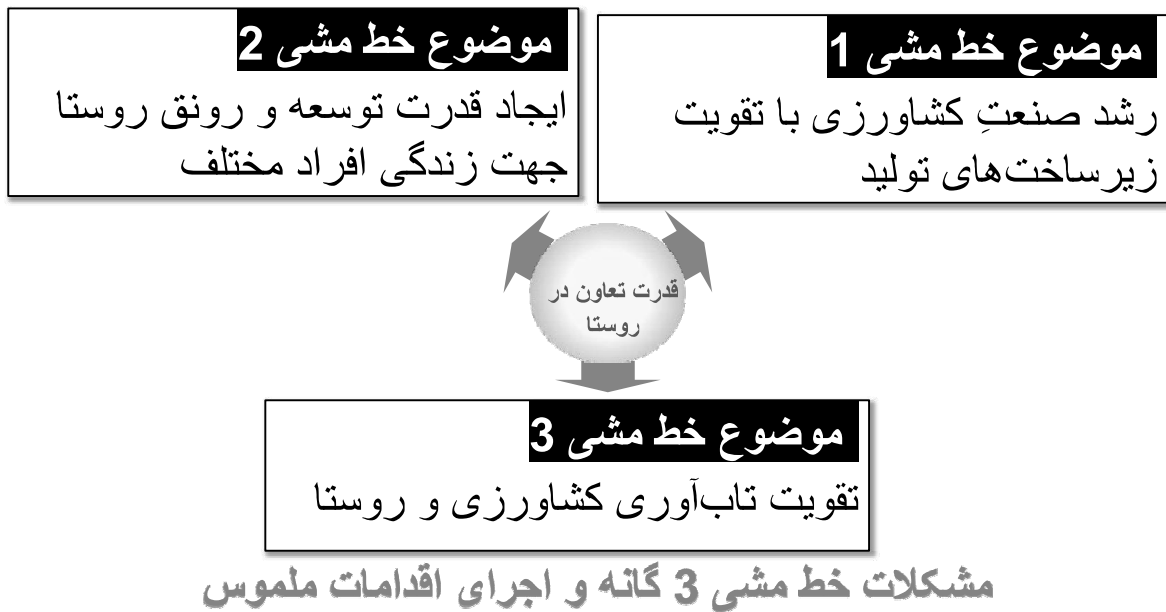 موضوع خط مشی 1
رشد صنعتِ کشاورزی با تقویت
زیرساخت‌های تولید
موضوع خط مشی 2
ایجاد قدرت توسعه و رونق روستا
جهت زندگی افراد مختلف
قدرت تعاون در
روستا
موضوع خط مشی 3
تقویت تاب‌آوری کشاورزی و روستا
مشکلات خط مشی 3 گانه و اجرای اقدامات ملموس